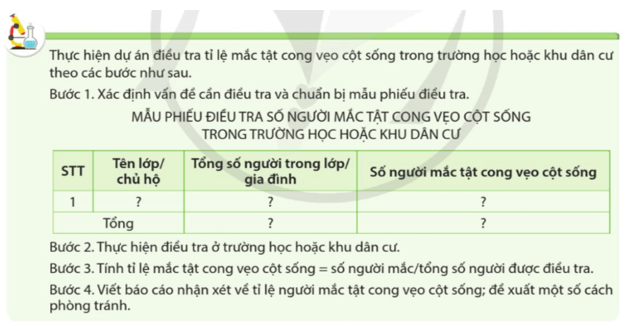 Thực hiện dự án điều tra tỉ lệ mắc tật cong vẹo cột sống trong trường học hoặc khu dân cư
theo các bước như sau.
Bước 1. Xác định vấn đề cần điều tra và chuẩn bị mẫu phiếu điều tra.
MẪU PHIẾU ĐIỀU TRA SỐ NGƯỜI MẮC TẬT CONG VẸO CỘT SỐNG
TRONG TRƯỜNG HỌC HOẶC KHU DÂN CƯ
STT Tên lớp/ chủ hộ Tổng số người trong lớp/ gia đình Số người mắc tật cong vẹo cột sống
1 ? ? ?
Tổng ? ?
Bước 2. Thực hiện điều tra ở trường học hoặc khu dân cư.
Bước 3. Tính tỉ lệ mắc tật cong vẹo cột sống = số người mắc/tổng số người được điều tra.
Bước 4. Viết báo cáo nhận xét về tỉ lệ người mắc tật cong vẹo cột sống; đề xuất một số cách
phòng tránh.